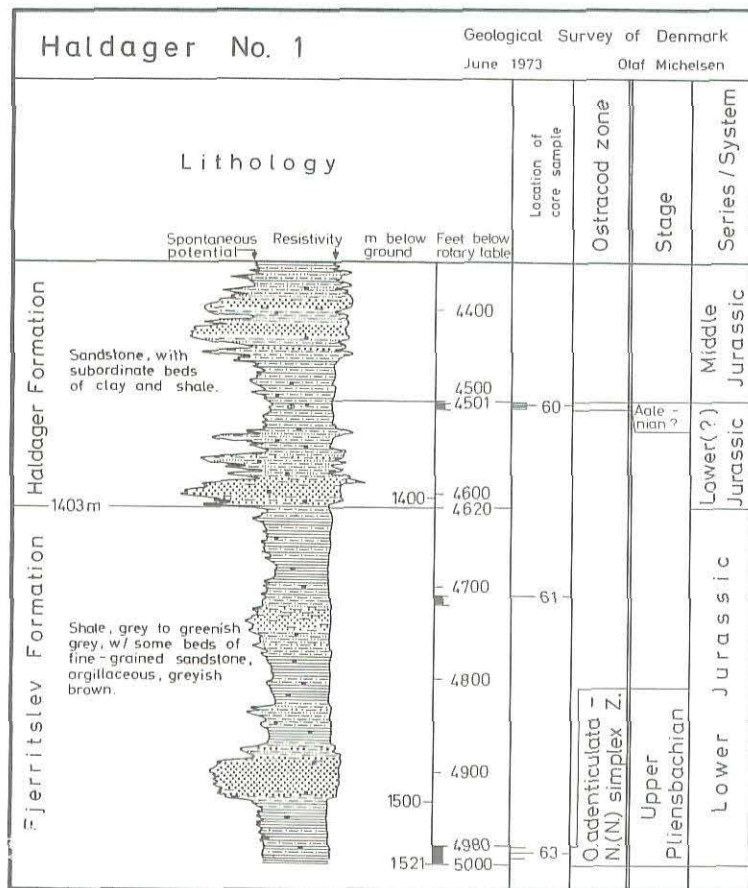 Haldager No. 1
Geological Survey of Denmark
June 1973 Olaf Michelsen
Lithology
Location of
core sample
Ostracod zone
Stage
Series / System
Spontaneous
potential
Resistivity
m below
ground
Feet below
rotary table
Haldager Formation
Sandstone, with
subordinate beds
of clay and shale.
4400
4500
4501
60
Aale-
nian ?
Middle
Jurassic
Lower(?)
Jurassic
1400
4600
1403 m
4620
Fjerritslev Formation
4700
61
Shale, grey to greenish
grey, w/ some beds of
fine-grained sandstone,
argillaceous, greyish
brown.
4800
4900
1500
4980
63
1521
5000
O. adenticulata -
N.(N.) simplex Z.
Upper
Pliensbachian
Lower Jurassic